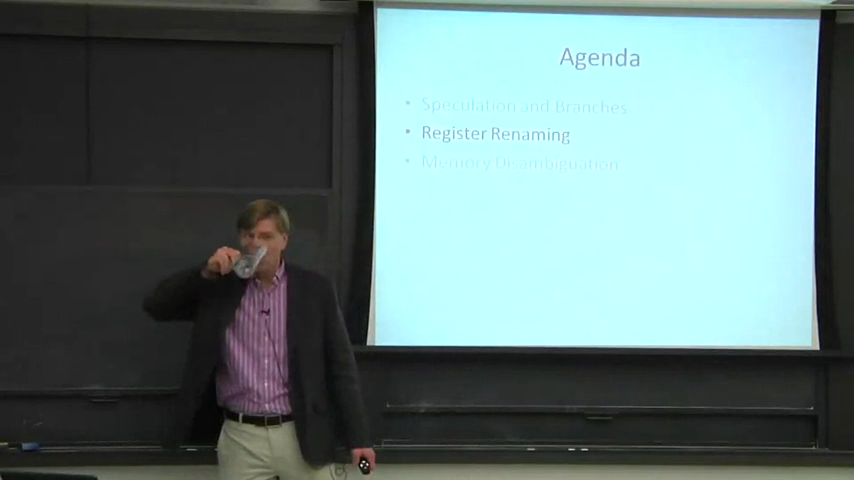 Agenda
• Speculation and Branches
• Register Renaming
• Memory Disambiguation